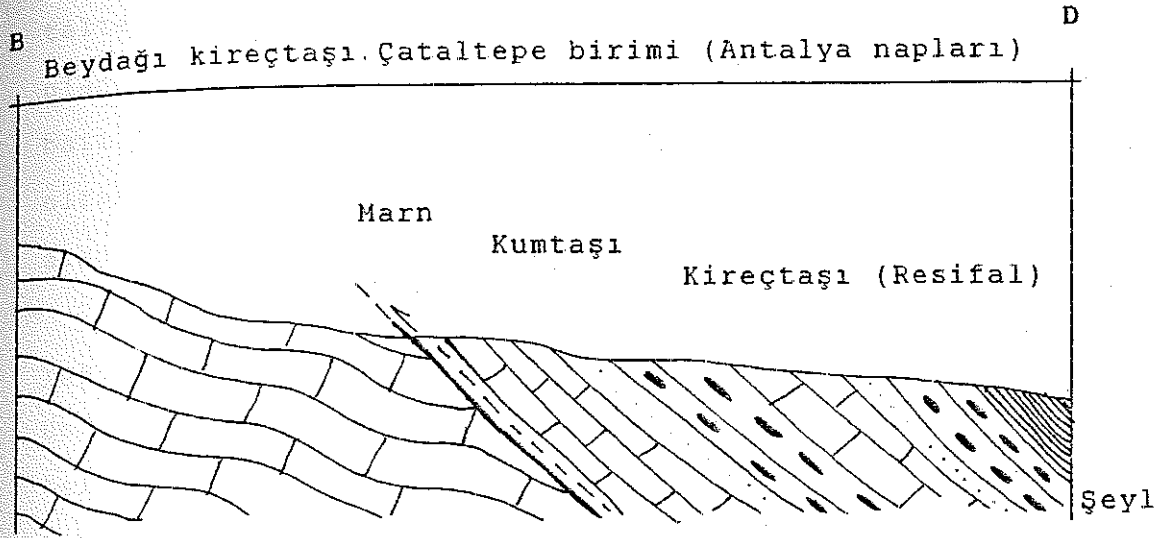 B
D
Beydağı kireçtaşı. Çataltepe birimi (Antalya napları)
Marn
Kumtaşı
Kireçtaşı (Resifal)
Şeyl